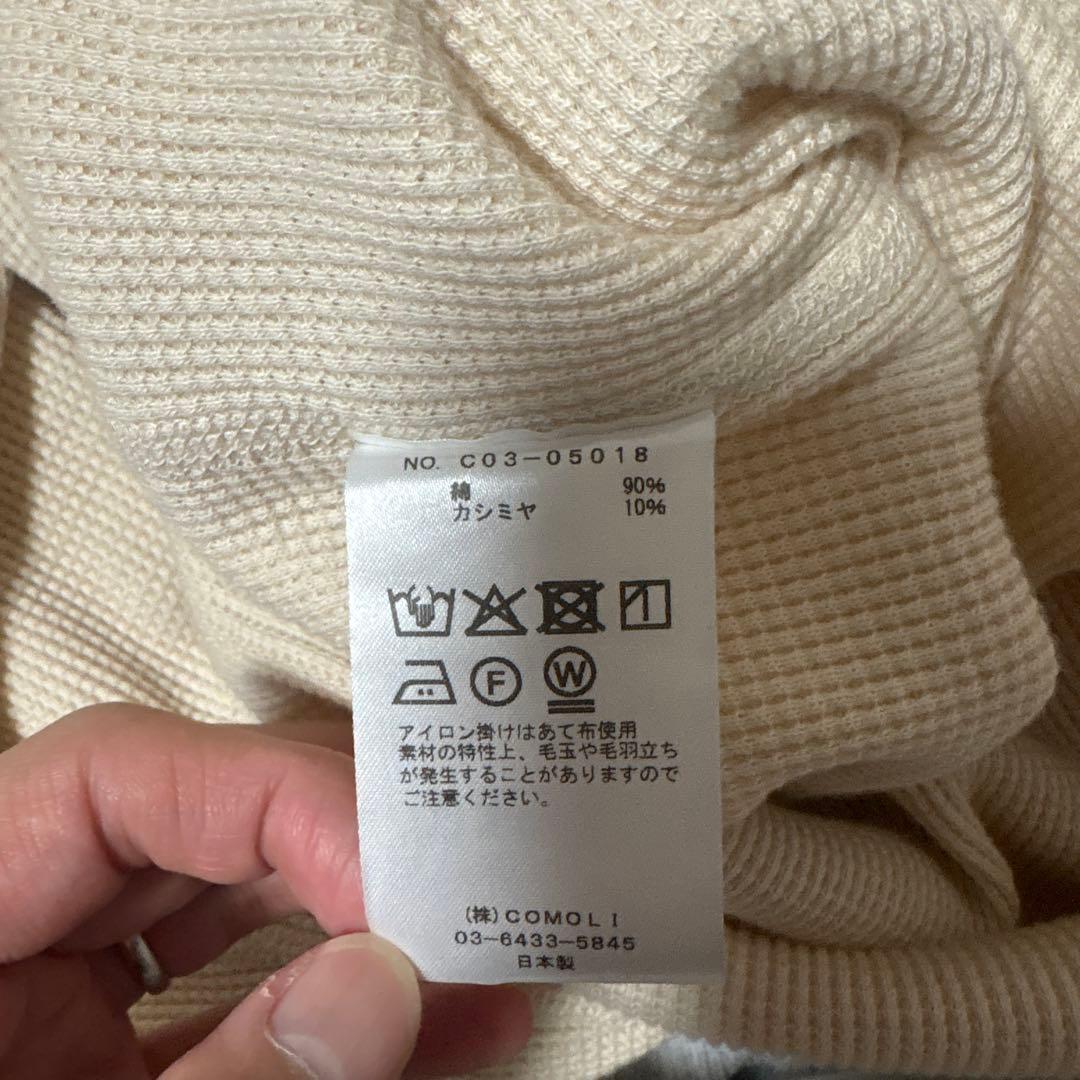 NO. C03-05018
綿 90%
カシミヤ 10%
F W
アイロン掛けはあて布使用
素材の特性上、毛玉や毛羽立ち
が発生することがありますので
ご注意ください。
(株)COMOLI
03-6433-5845
日本製